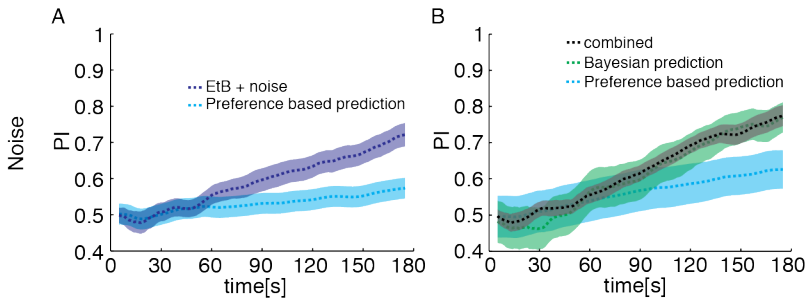 A
B
Noise
PI
1
0.9
0.8
0.7
0.6
0.5
0.4
EtB + noise
Preference based prediction
0 30 60 90 120 150 180
time[s]
PI
1
0.9
0.8
0.7
0.6
0.5
0.4
combined
Bayesian prediction
Preference based prediction
0 30 60 90 120 150 180
time[s]